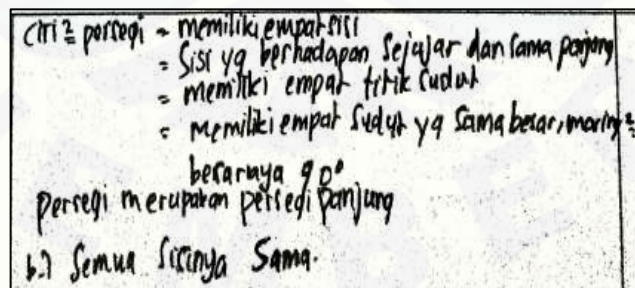 ciri² persegi = memiliki empat sisi
= sisi yg berhadapan sejajar dan sama panjang
= memiliki empat titik sudut
= memiliki empat sudut yg sama besar, masing²
besarnya 90°
persegi merupakan persegi panjang
b.) Semua sisinya sama.